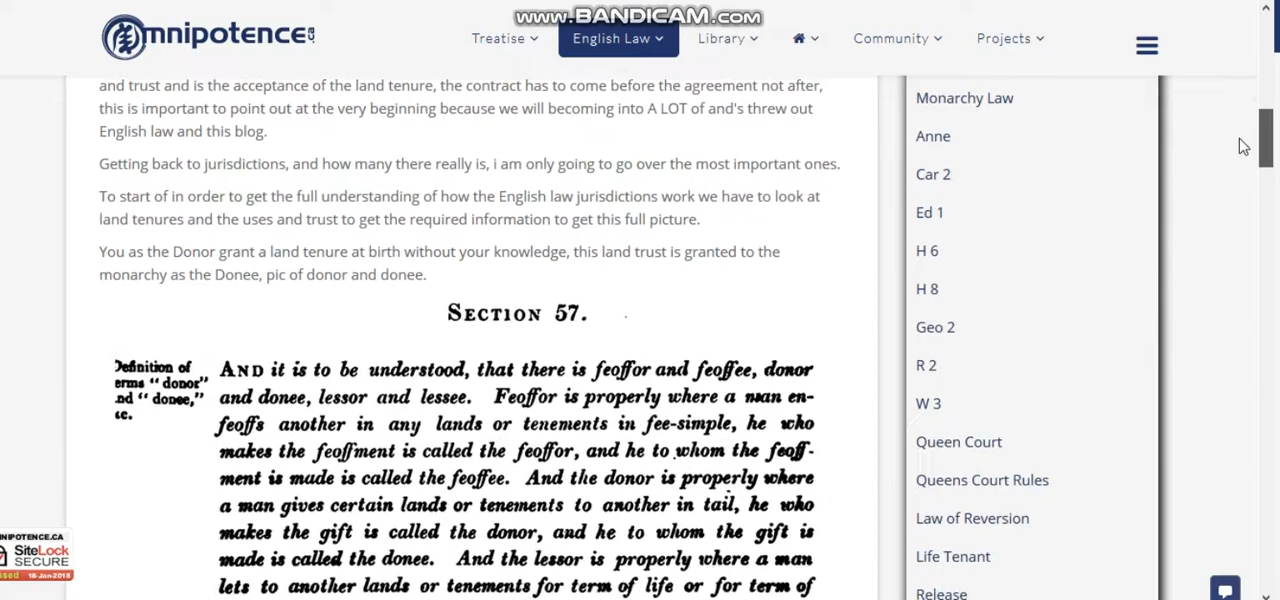 www.BANDICAM.com
Omnipotence
Treatise
English Law
Library
Community
Projects
and trust and is the acceptance of the land tenure, the contract has to come before the agreement not after,
this is important to point out at the very beginning because we will becoming into A LOT of and's threw out
English law and this blog.
Getting back to jurisdictions, and how many there really is, i am only going to go over the most important ones.
To start of in order to get the full understanding of how the English law jurisdictions work we have to look at
land tenures and the uses and trust to get the required information to get this full picture.
You as the Donor grant a land tenure at birth without your knowledge, this land trust is granted to the
monarchy as the Donee, pic of donor and donee.
SECTION 57.
Definition of
erms "donor"
nd "donee,"
tc.
AND it is to be understood, that there is feoffor and feoffee, donor
and donee, lessor and lessee. Feoffor is properly where a man en-
feoffs another in any lands or tenements in fee-simple, he who
makes the feoffment is called the feoffor, and he to whom the feoff-
ment is made is called the feoffee. And the donor is properly where
a man gives certain lands or tenements to another in tail, he who
makes the gift is called the donor, and he to whom the gift is
made is called the donee. And the lessor is properly where a man
lets to another lands or tenements for term of life or for term of
Monarchy Law
Anne
Car 2
Ed 1
H 6
H 8
Geo 2
R 2
W 3
Queen Court
Queens Court Rules
Law of Reversion
Life Tenant
Release
NIPOTENCE.CA
SiteLock
SECURE
ssed 18-Jan-2018